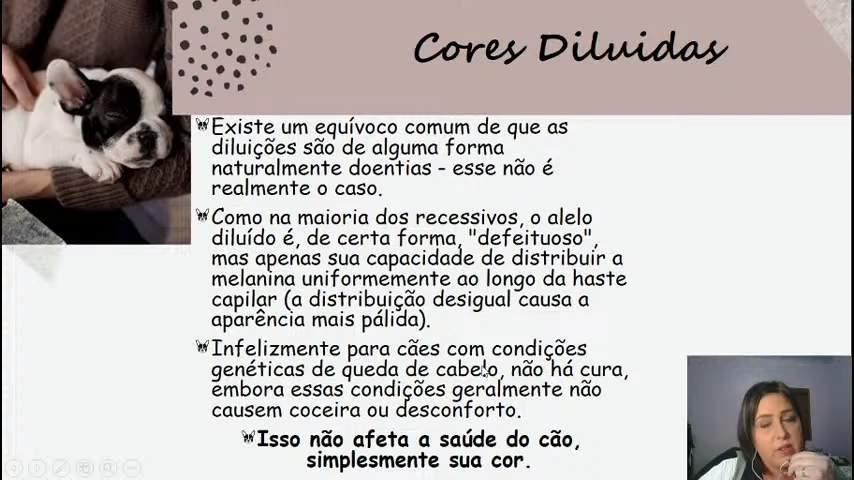 Cores Diluidas
Existe um equívoco comum de que as
diluições são de alguma forma
naturalmente doentias - esse não é
realmente o caso.
Como na maioria dos recessivos, o alelo
diluído é, de certa forma, "defeituoso",
mas apenas sua capacidade de distribuir a
melanina uniformemente ao longo da haste
capilar (a distribuição desigual causa a
aparência mais pálida).
Infelizmente para cães com condições
genéticas de queda de cabelo, não há cura,
embora essas condições geralmente não
causem coceira ou desconforto.
Isso não afeta a saúde do cão,
simplesmente sua cor.